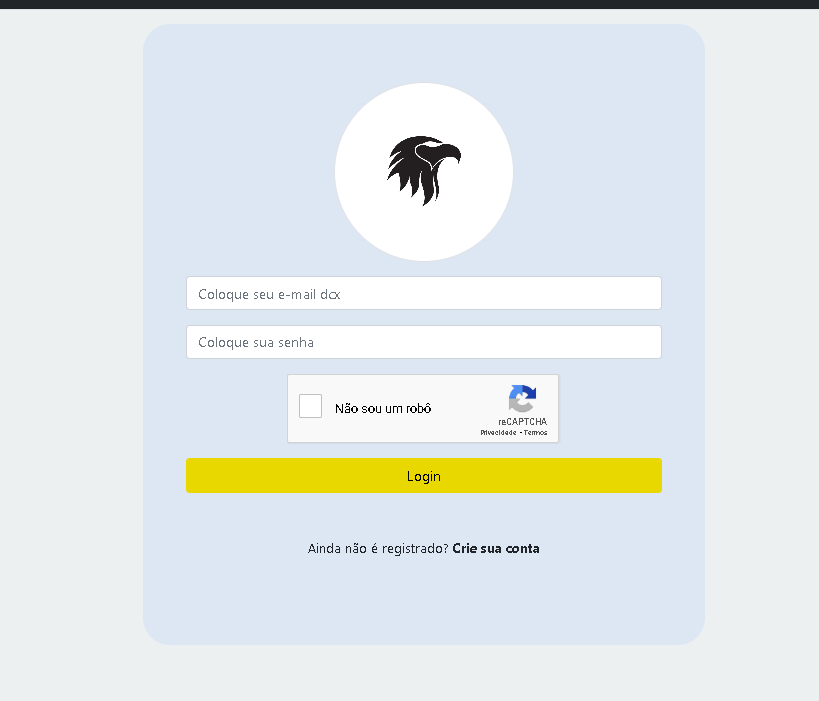 Coloque seu e-mail dcx
Coloque sua senha
Não sou um robô
reCAPTCHA
Privacidade - Termos
Login
Ainda não é registrado? Crie sua conta